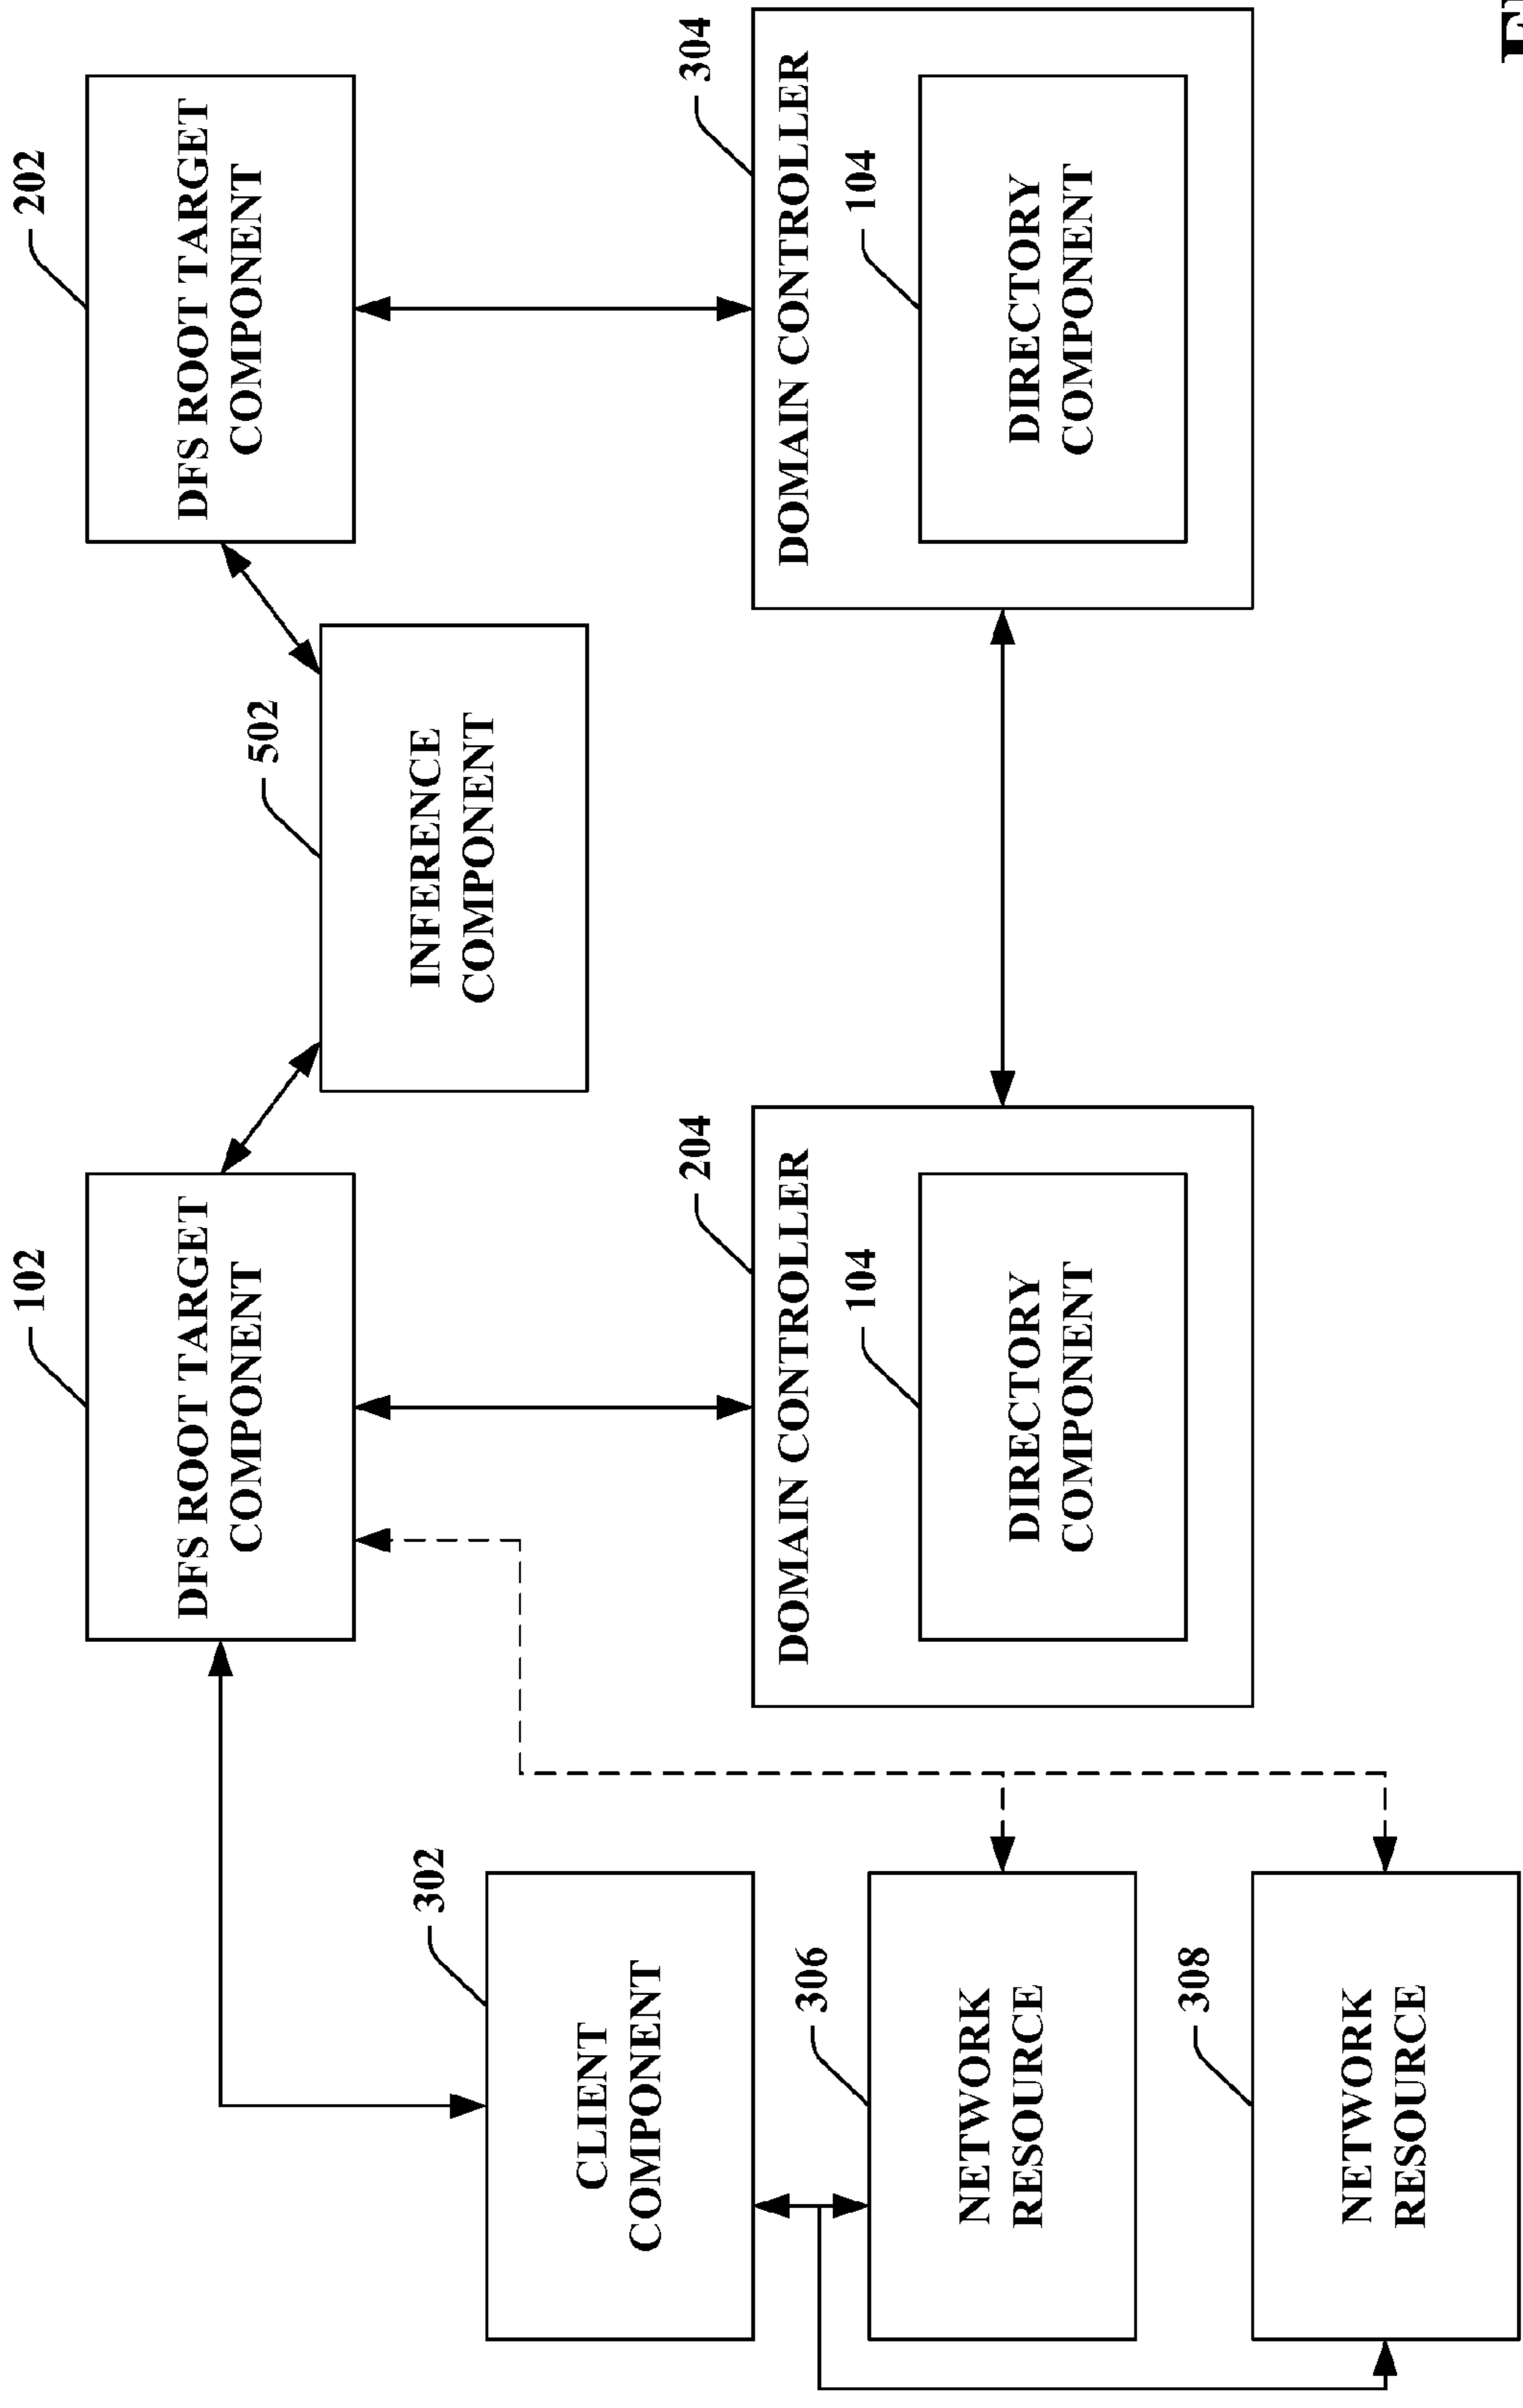 102
DFS ROOT TARGET
COMPONENT
202
DFS ROOT TARGET
COMPONENT
502
INFERENCE
COMPONENT
302
CLIENT
COMPONENT
204
DOMAIN CONTROLLER
104
DIRECTORY
COMPONENT
304
DOMAIN CONTROLLER
104
DIRECTORY
COMPONENT
306
NETWORK
RESOURCE
308
NETWORK
RESOURCE